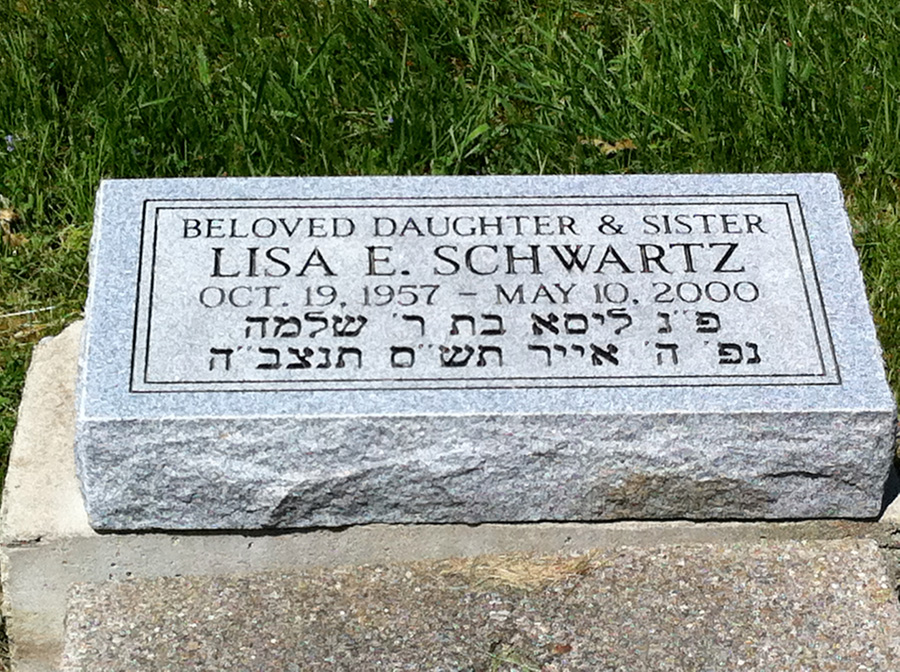 BELOVED DAUGHTER & SISTER
LISA E. SCHWARTZ
OCT. 19, 1957 – MAY 10, 2000
פ״נ ליסא בת ר׳ שלמה
נפ׳ ה׳ אייר תש״ם תנצב״ה